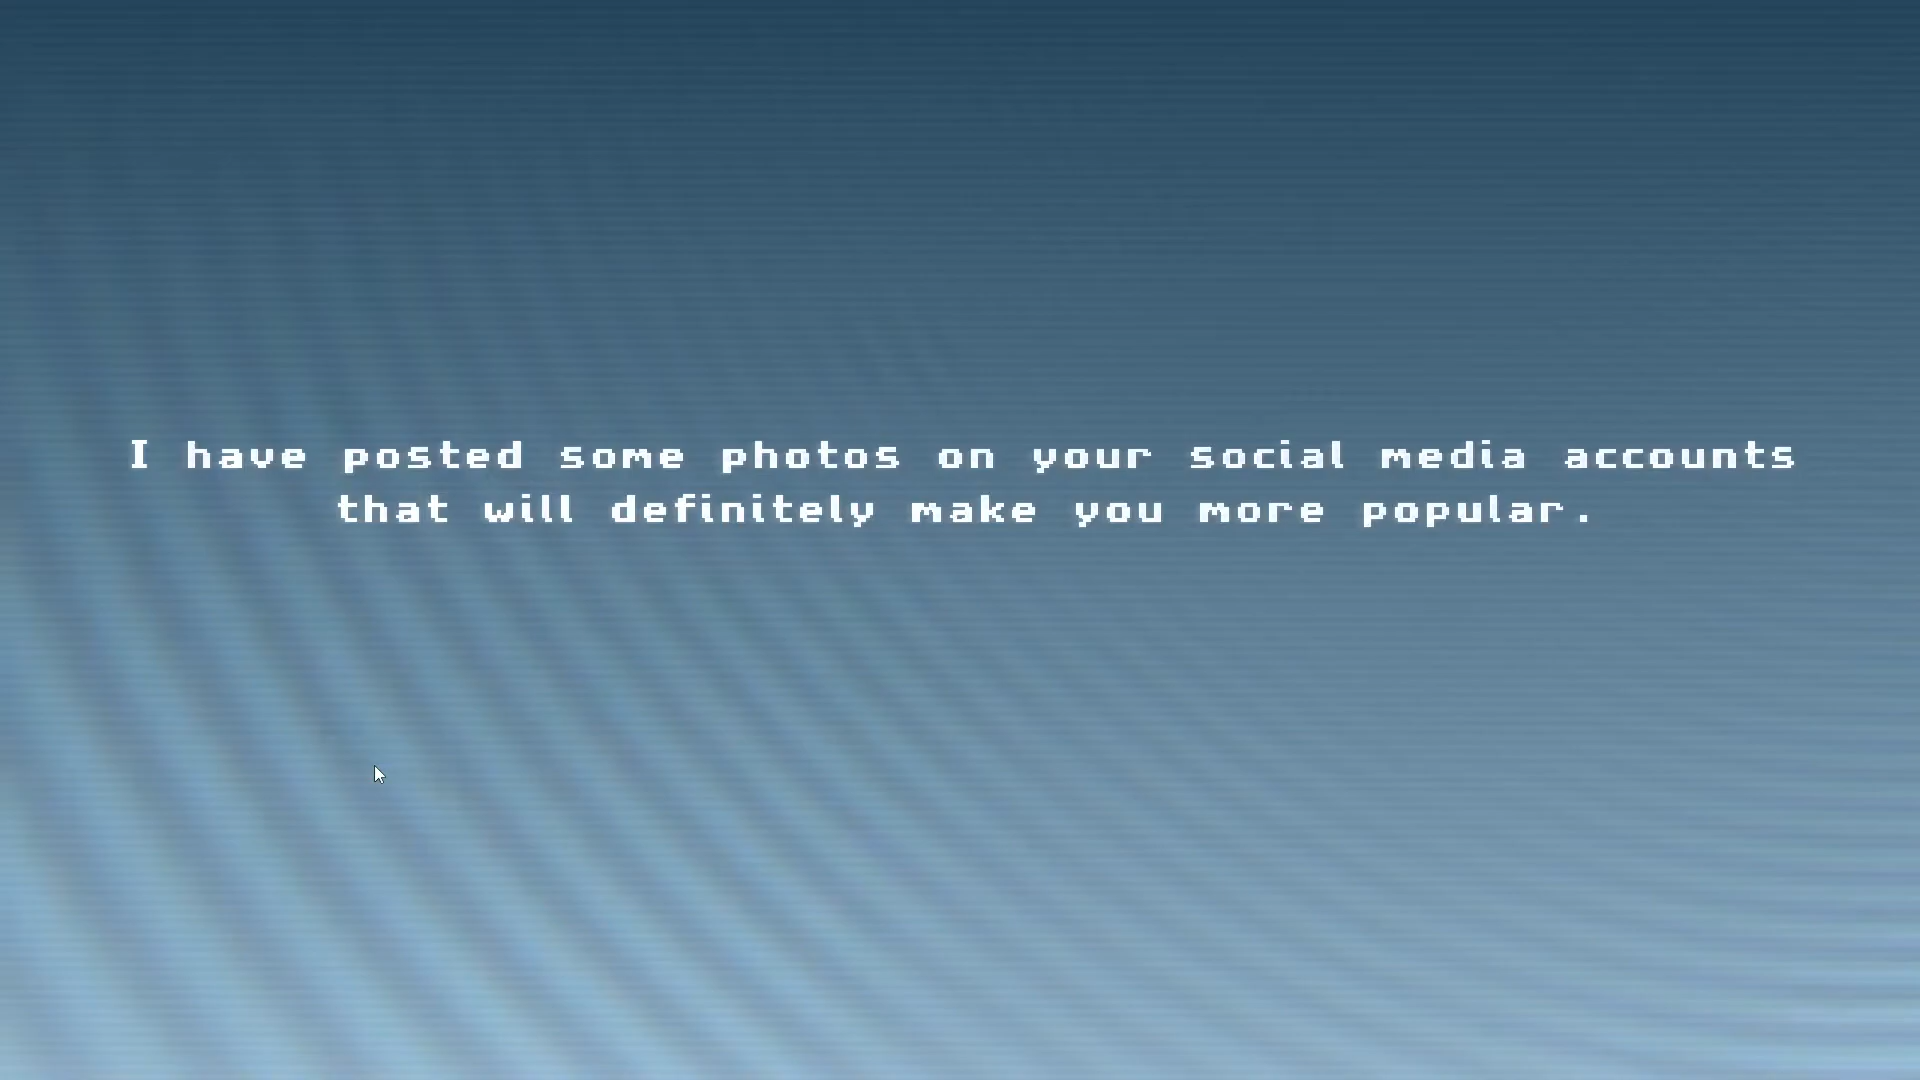 I have posted some photos on your social media accounts
that will definitely make you more popular.